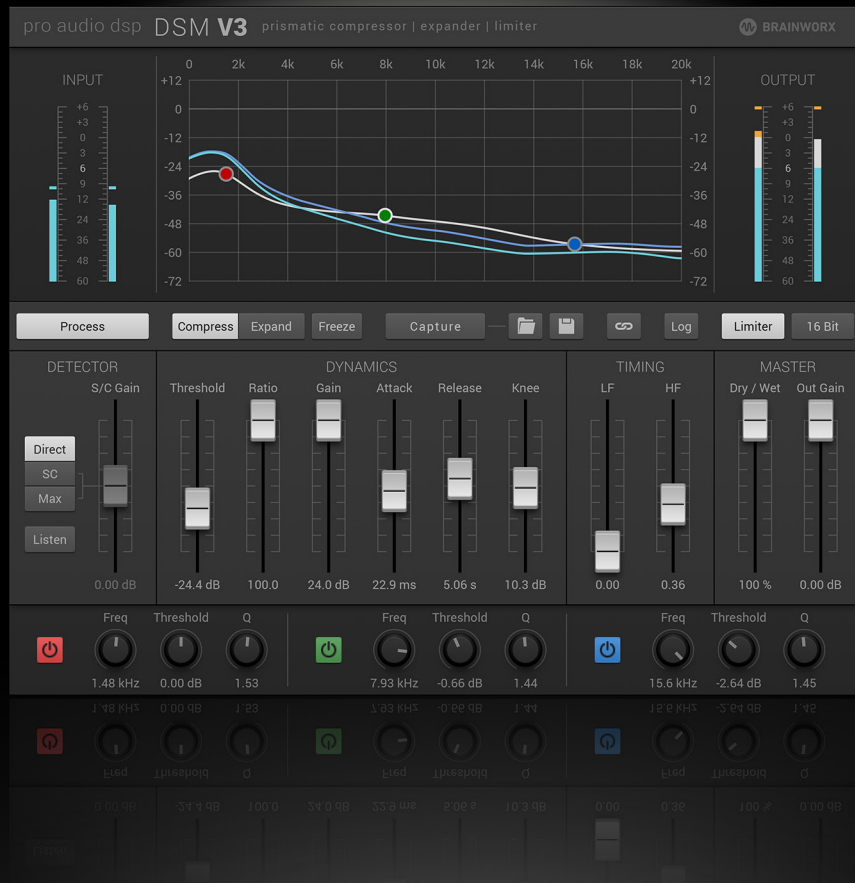 pro audio dsp DSM V3 prismatic compressor | expander | limiter BRAINWORX
INPUT
OUTPUT
0 2k 4k 6k 8k 10k 12k 14k 16k 18k 20k
+12 +12
0 0
-12 -12
-24 -24
-36 -36
-48 -48
-60 -60
-72 -72
+6
+3
0
3
6
9
12
24
36
48
60
+6
+3
0
3
6
9
12
24
36
48
60
Process Compress Expand Freeze Capture Log Limiter 16 Bit
DETECTOR DYNAMICS TIMING MASTER
S/C Gain Threshold Ratio Gain Attack Release Knee LF HF Dry / Wet Out Gain
Direct
SC
Max
Listen
0.00 dB -24.4 dB 100.0 24.0 dB 22.9 ms 5.06 s 10.3 dB 0.00 0.36 100 % 0.00 dB
Freq Threshold Q Freq Threshold Q Freq Threshold Q
1.48 kHz 0.00 dB 1.53 7.93 kHz -0.66 dB 1.44 15.6 kHz -2.64 dB 1.45